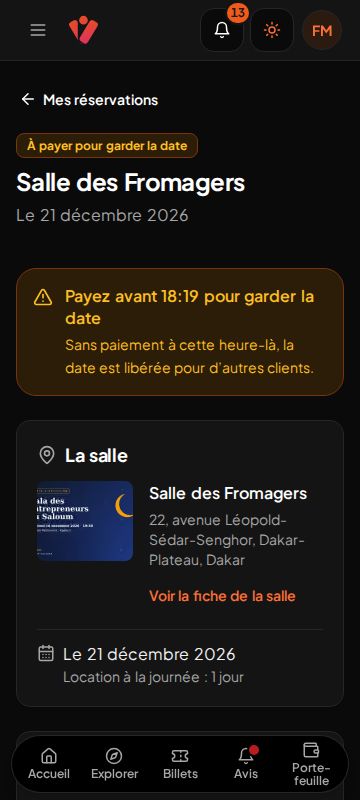 13
FM
Mes réservations
À payer pour garder la date
Salle des Fromagers
Le 21 décembre 2026
Payez avant 18:19 pour garder la
date
Sans paiement à cette heure-là, la
date est libérée pour d'autres clients.
La salle
ala des
trepreneurs
u Saloum
Salle des Fromagers
22, avenue Léopold-
Sédar-Senghor, Dakar-
Plateau, Dakar
Voir la fiche de la salle
Le 21 décembre 2026
Location à la journée : 1 jour
Accueil
Explorer
Billets
Avis
Porte-
feuille